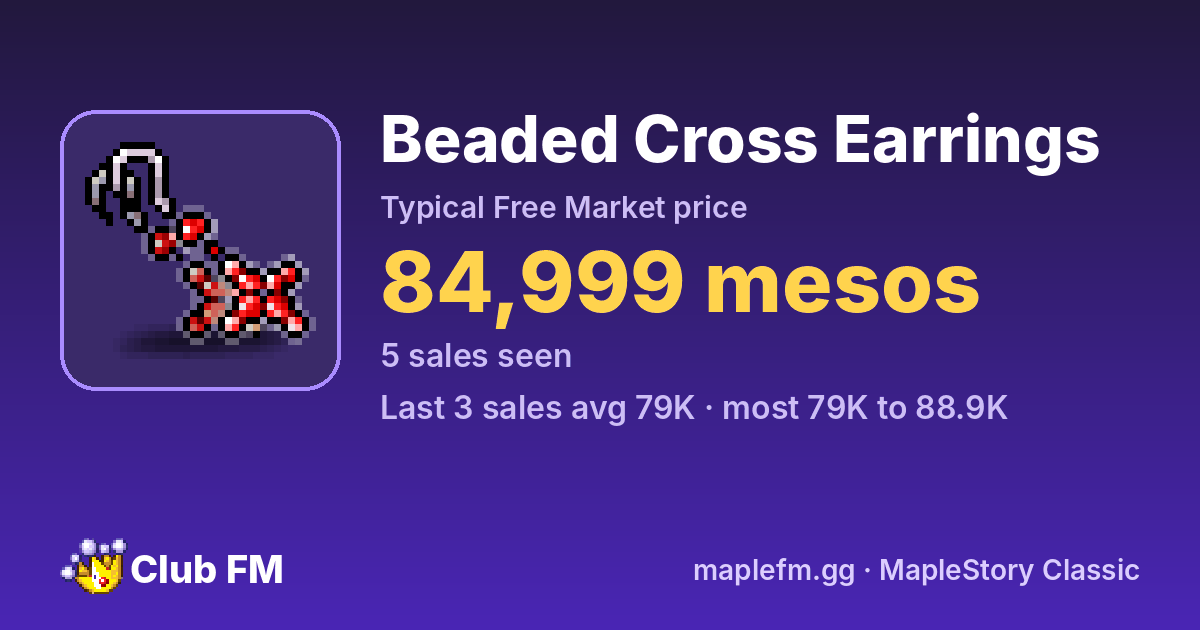 Beaded Cross Earrings
Typical Free Market price
84,999 mesos
5 sales seen
Last 3 sales avg 79K · most 79K to 88.9K
Club FM
maplefm.gg · MapleStory Classic